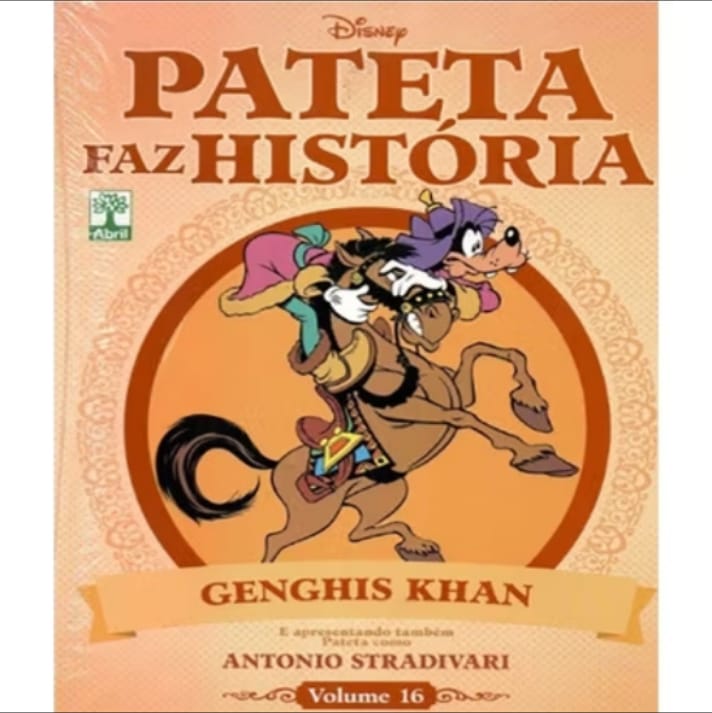 Disney
PATETA
FAZ HISTÓRIA
Abril
GENGHIS KHAN
E apresentando também
Pateta como
ANTONIO STRADIVARI
Volume 16